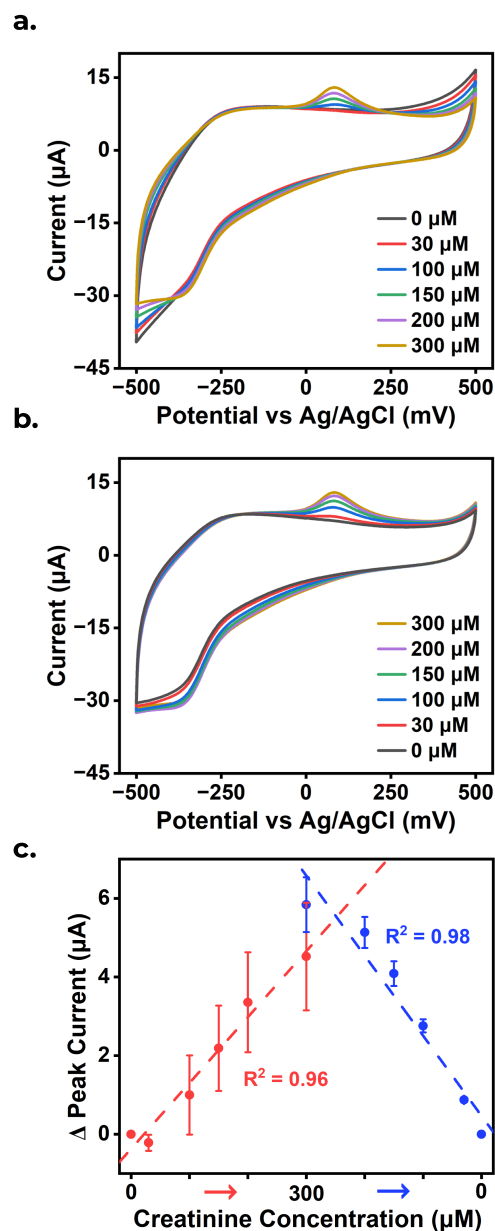 a.
15
0
−15
−30
−45
Current (µA)
0 µM
30 µM
100 µM
150 µM
200 µM
300 µM
−500 −250 0 250 500
Potential vs Ag/AgCl (mV)
b.
15
0
−15
−30
−45
Current (µA)
300 µM
200 µM
150 µM
100 µM
30 µM
0 µM
−500 −250 0 250 500
Potential vs Ag/AgCl (mV)
c.
6
4
2
0
Δ Peak Current (µA)
R² = 0.98
R² = 0.96
0 → 300 → 0
Creatinine Concentration (µM)